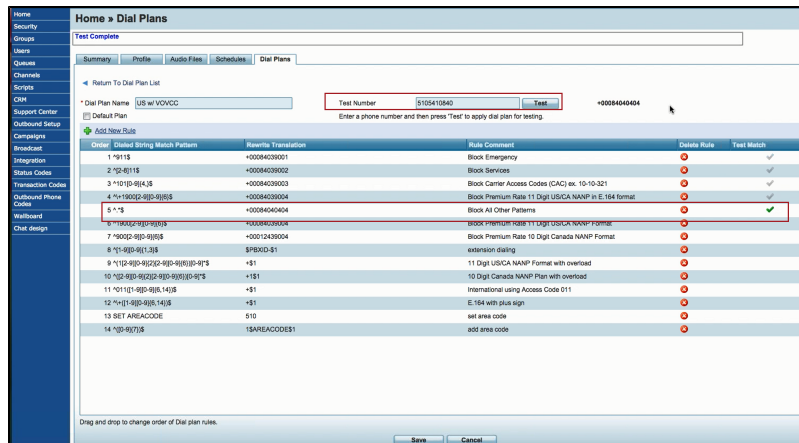 Home
Security
Groups
Users
Queues
Channels
Scripts
CRM
Support Center
Outbound Setup
Campaigns
Broadcast
Integration
Status Codes
Transaction Codes
Outbound Phone
Codes
Wallboard
Chat design
Home » Dial Plans
Test Complete
Summary Profile Audio Files Schedules Dial Plans
Return To Dial Plan List
* Dial Plan Name US w/ VOVCC Test Number 5105410840 Test +00084040404
Default Plan Enter a phone number and then press 'Test' to apply dial plan for testing.
Add New Rule
Order Dialed String Match Pattern Rewrite Translation Rule Comment Delete Rule Test Match
1 ^911$ +00084039001 Block Emergency
2 ^[2-8]11$ +00084039002 Block Services
3 ^101[0-9]{4,}$ +00084039003 Block Carrier Access Codes (CAC) ex. 10-10-321
4 ^\+1900[2-9][0-9]{6}$ +00084039004 Block Premium Rate 11 Digit US/CA NANP in E.164 format
5 ^.*$ +00084040404 Block All Other Patterns
6 ^1900[2-9][0-9]{6}$ +00084039004 Block Premium Rate 11 Digit US/CA NANP Format
7 ^900[2-9][0-9]{6}$ +00012439004 Block Premium Rate 10 Digit Canada NANP Format
8 ^[1-9][0-9]{1,3}$ $PBXID-$1 extension dialing
9 ^(1[2-9][0-9]{2}[2-9][0-9]{6})[0-9]*$ +$1 11 Digit US/CA NANP Format with overload
10 ^([2-9][0-9]{2}[2-9][0-9]{6})[0-9]*$ +1$1 10 Digit Canada NANP Plan with overload
11 ^011([1-9][0-9]{6,14})$ +$1 International using Access Code 011
12 ^\+([1-9][0-9]{6,14})$ +$1 E.164 with plus sign
13 SET AREACODE 510 set area code
14 ^([0-9]{7})$ 1$AREACODE$1 add area code
Drag and drop to change order of Dial plan rules.
Save Cancel